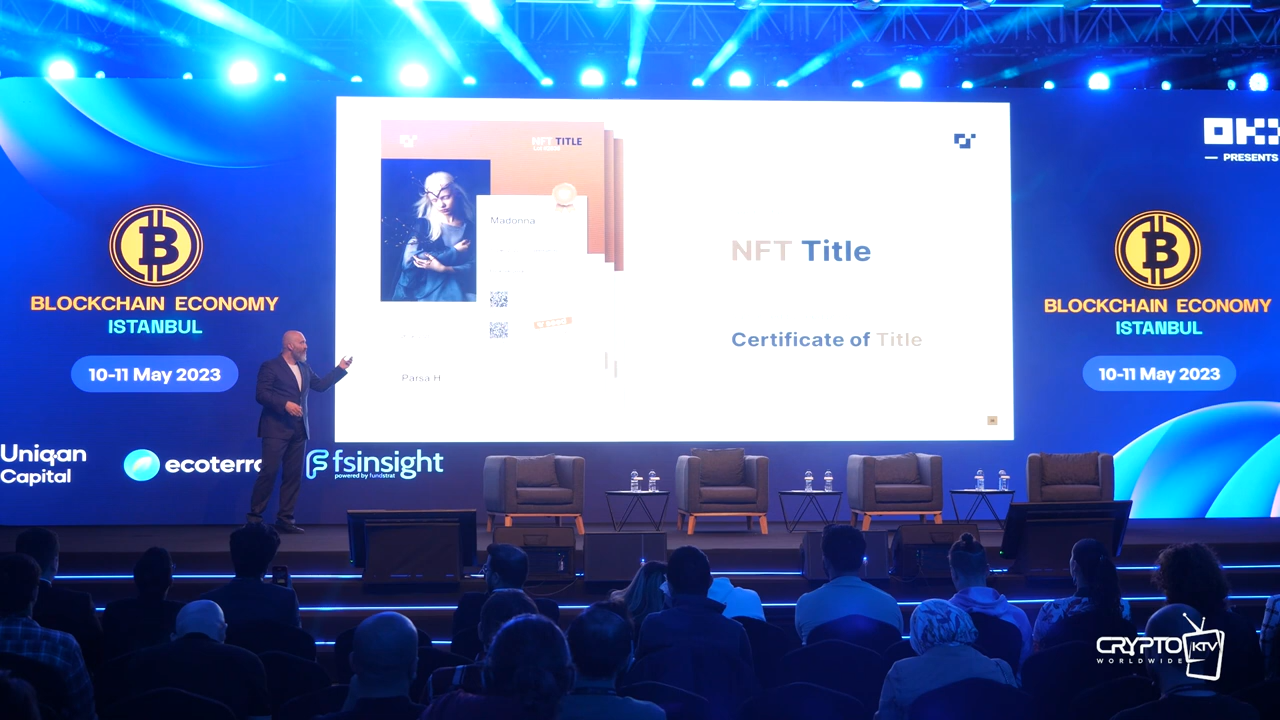 BLOCKCHAIN ECONOMY
ISTANBUL
10-11 May 2023
Uniqan
Capital
ecoterra
fsinsight
powered by fundstrat
NFT TITLE
Madonna
Parsa H
NFT Title
Certificate of Title
PRESENTS
BLOCKCHAIN ECONOMY
ISTANBUL
10-11 May 2023
CRYPTO KTV
WORLDWIDE